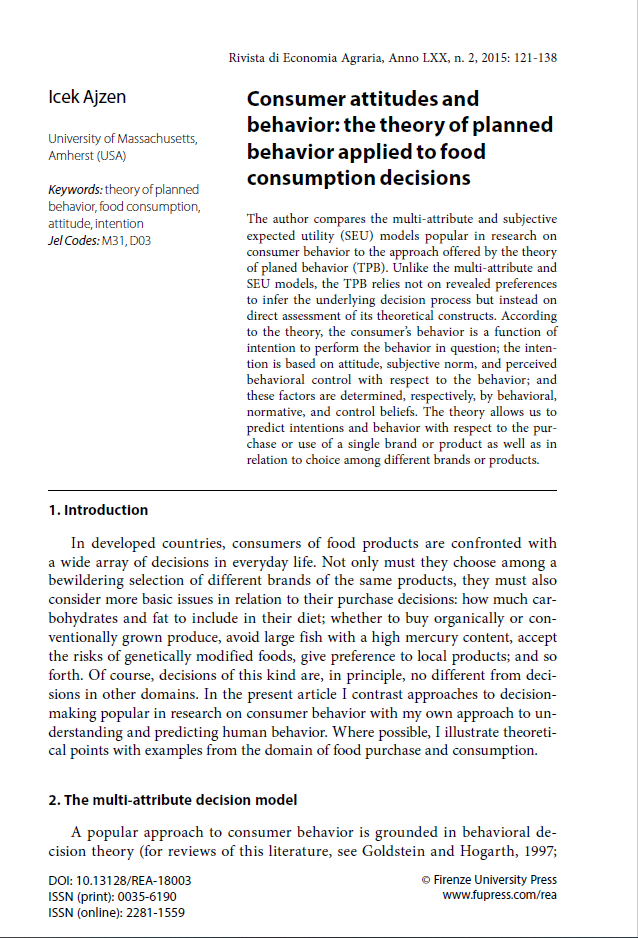 Rivista di Economia Agraria, Anno LXX, n. 2, 2015: 121-138
Icek Ajzen
University of Massachusetts,
Amherst (USA)
Keywords: theory of planned
behavior, food consumption,
attitude, intention
Jel Codes: M31, D03
Consumer attitudes and
behavior: the theory of planned
behavior applied to food
consumption decisions
The author compares the multi-attribute and subjective
expected utility (SEU) models popular in research on
consumer behavior to the approach offered by the theory
of planed behavior (TPB). Unlike the multi-attribute and
SEU models, the TPB relies not on revealed preferences
to infer the underlying decision process but instead on
direct assessment of its theoretical constructs. According
to the theory, the consumer’s behavior is a function of
intention to perform the behavior in question; the inten-
tion is based on attitude, subjective norm, and perceived
behavioral control with respect to the behavior; and
these factors are determined, respectively, by behavioral,
normative, and control beliefs. The theory allows us to
predict intentions and behavior with respect to the pur-
chase or use of a single brand or product as well as in
relation to choice among different brands or products.
1. Introduction
In developed countries, consumers of food products are confronted with
a wide array of decisions in everyday life. Not only must they choose among a
bewildering selection of different brands of the same products, they must also
consider more basic issues in relation to their purchase decisions: how much car-
bohydrates and fat to include in their diet; whether to buy organically or con-
ventionally grown produce, avoid large fish with a high mercury content, accept
the risks of genetically modified foods, give preference to local products; and so
forth. Of course, decisions of this kind are, in principle, no different from deci-
sions in other domains. In the present article I contrast approaches to decision-
making popular in research on consumer behavior with my own approach to un-
derstanding and predicting human behavior. Where possible, I illustrate theoreti-
cal points with examples from the domain of food purchase and consumption.
2. The multi-attribute decision model
A popular approach to consumer behavior is grounded in behavioral de-
cision theory (for reviews of this literature, see Goldstein and Hogarth, 1997;
DOI: 10.13128/REA-18003
ISSN (print): 0035-6190
ISSN (online): 2281-1559
© Firenze University Press
www.fupress.com/rea